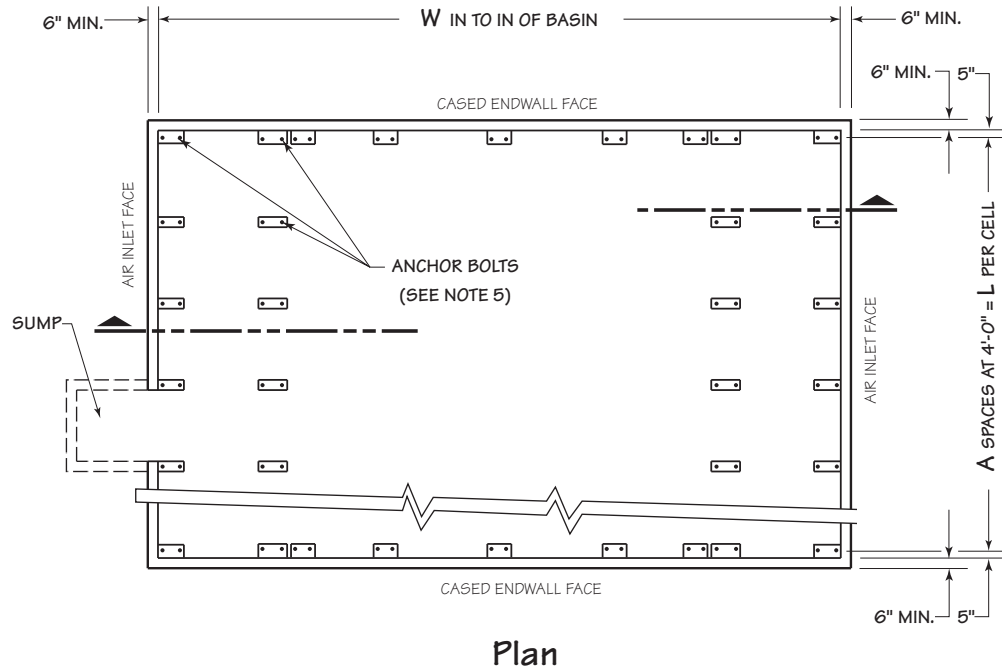 6" MIN.
W IN TO IN OF BASIN
6" MIN.
6" MIN.
5"
CASED ENDWALL FACE
AIR INLET FACE
ANCHOR BOLTS
(SEE NOTE 5)
SUMP
AIR INLET FACE
A SPACES AT 4'-0" = L PER CELL
CASED ENDWALL FACE
6" MIN.
5"
Plan